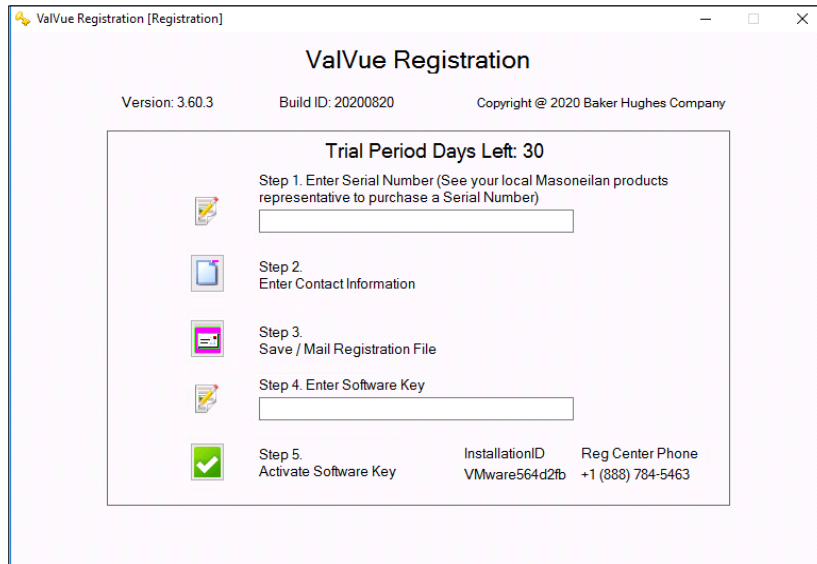 ValVue Registration [Registration]
ValVue Registration
Version: 3.60.3 Build ID: 20200820 Copyright @ 2020 Baker Hughes Company
Trial Period Days Left: 30
Step 1. Enter Serial Number (See your local Masoneilan products
representative to purchase a Serial Number)
Step 2.
Enter Contact Information
Step 3.
Save / Mail Registration File
Step 4. Enter Software Key
Step 5.
Activate Software Key
InstallationID Reg Center Phone
VMware564d2fb +1 (888) 784-5463